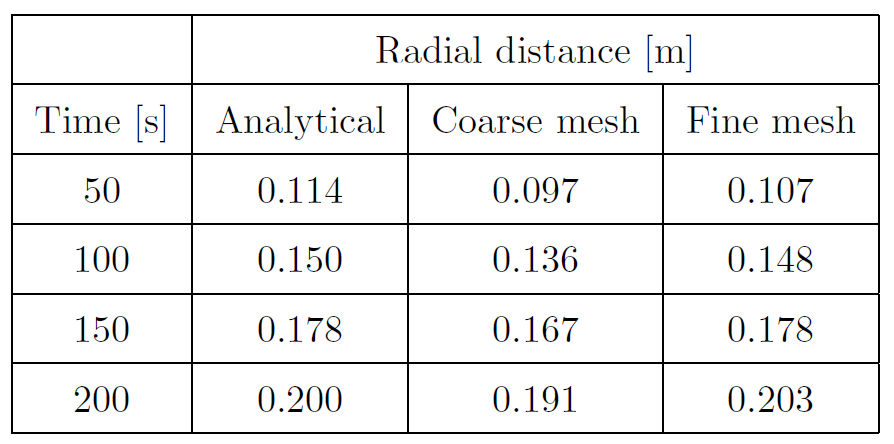 Radial distance [m]
Time [s] Analytical Coarse mesh Fine mesh
50 0.114 0.097 0.107
100 0.150 0.136 0.148
150 0.178 0.167 0.178
200 0.200 0.191 0.203